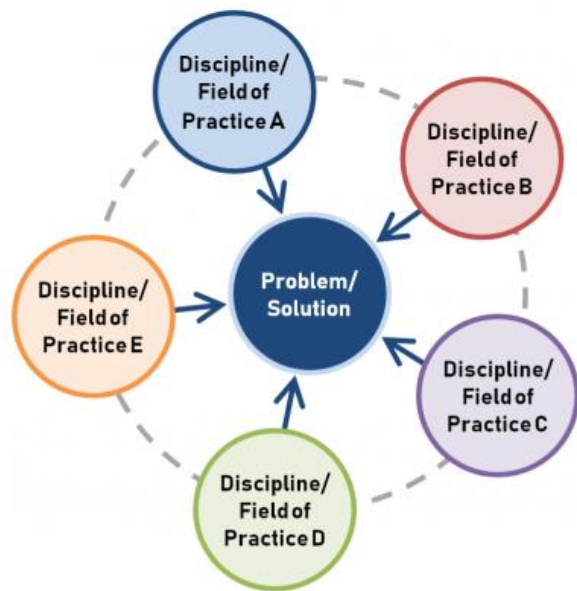 Discipline/
Field of
Practice A
Discipline/
Field of
Practice B
Problem/
Solution
Discipline/
Field of
Practice E
Discipline/
Field of
Practice C
Discipline/
Field of
Practice D